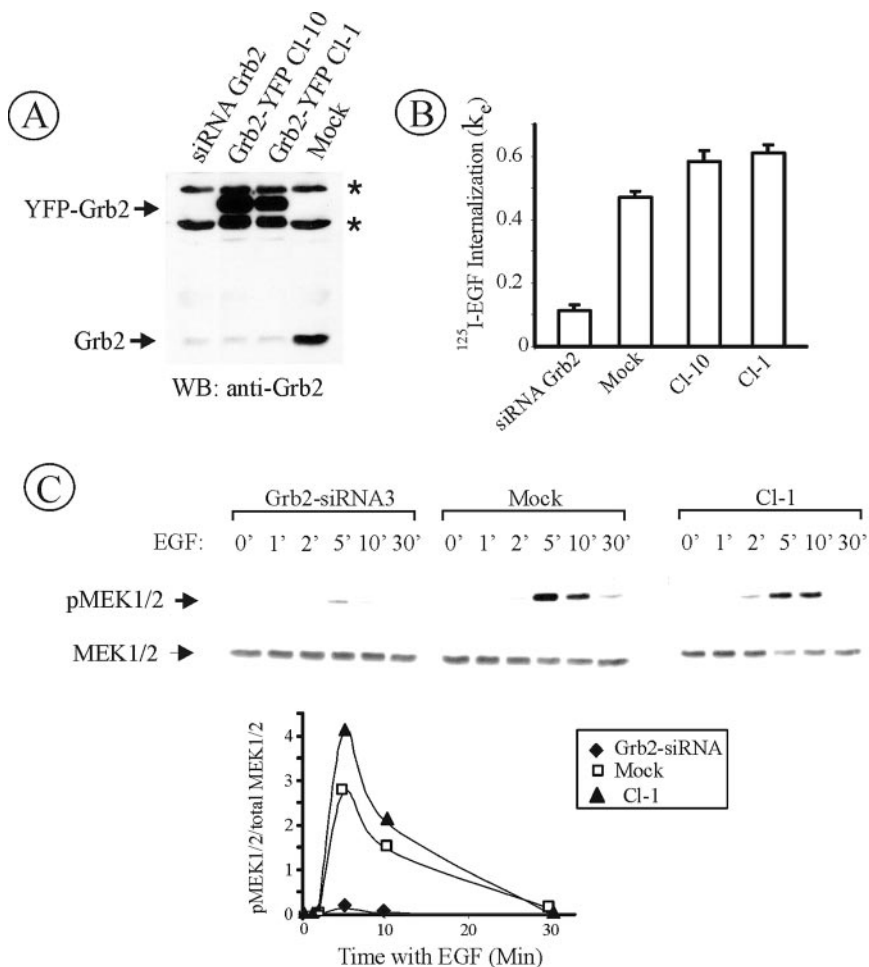 A
siRNA Grb2
Grb2-YFP Cl-10
Grb2-YFP Cl-1
Mock
YFP-Grb2
*
*
Grb2
WB: anti-Grb2
B
125I-EGF Internalization (ke)
0.6
0.4
0.2
0
siRNA Grb2
Mock
Cl-10
Cl-1
C
Grb2-siRNA3 Mock Cl-1
EGF: 0' 1' 2' 5' 10' 30' 0' 1' 2' 5' 10' 30' 0' 1' 2' 5' 10' 30'
pMEK1/2
MEK1/2
pMEK1/2/total MEK1/2
4
3
2
1
0
0 10 20 30
Time with EGF (Min)
Grb2-siRNA
Mock
Cl-1